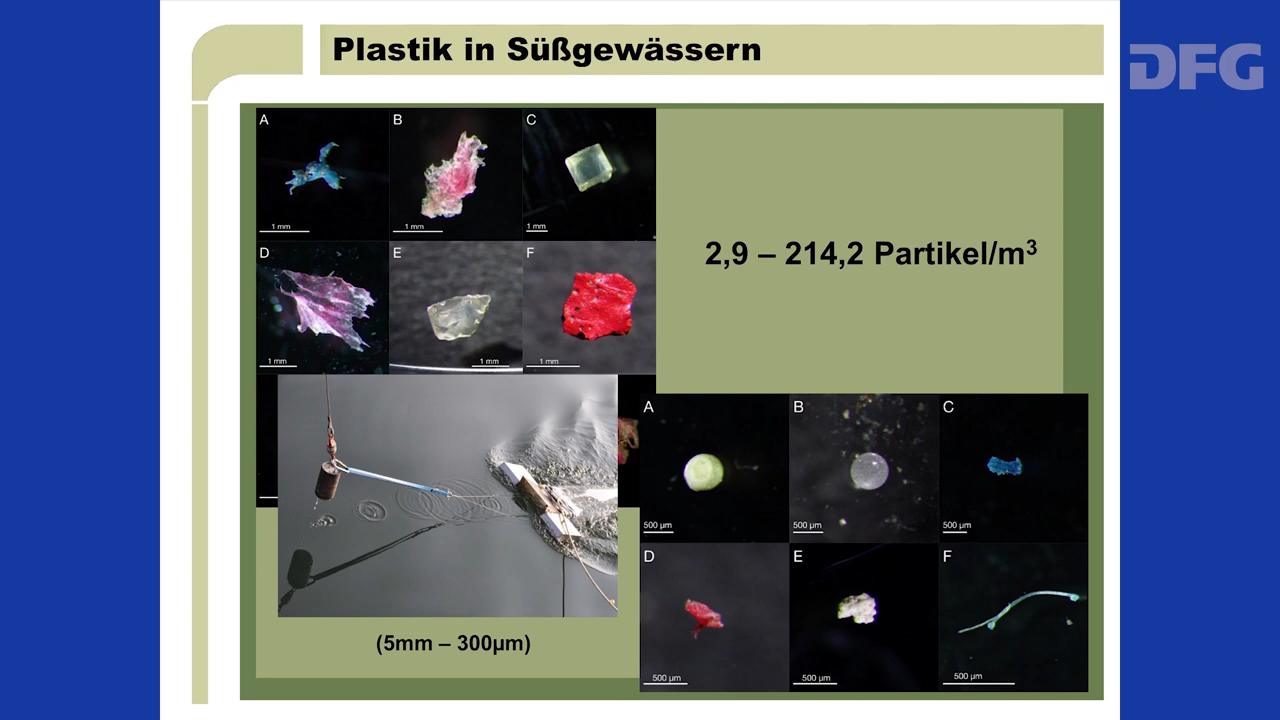 Plastik in Süßgewässern
DFG
A
B
C
1 mm
1 mm
1 mm
D
E
F
1 mm
1 mm
1 mm
2,9 – 214,2 Partikel/m³
(5mm – 300µm)
A
B
C
500 µm
500 µm
500 µm
D
E
F
500 µm
500 µm
500 µm